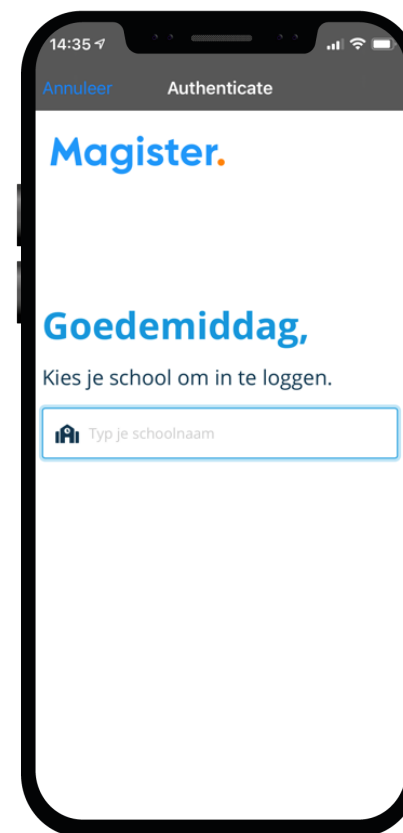 14:35
Annuleer Authenticate
Magister.
Goedemiddag,
Kies je school om in te loggen.
Typ je schoolnaam